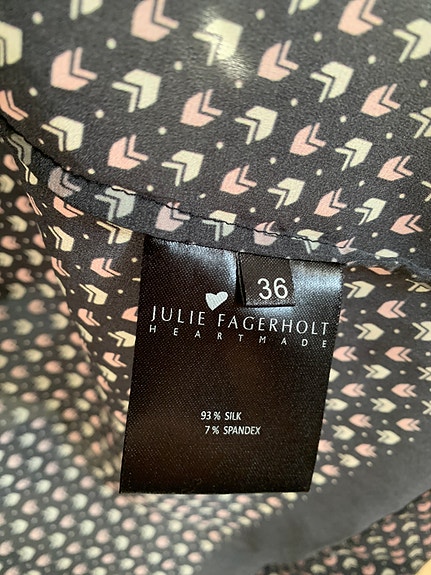 36
JULIE FAGERHOLT
HEARTMADE
93% SILK
7% SPANDEX